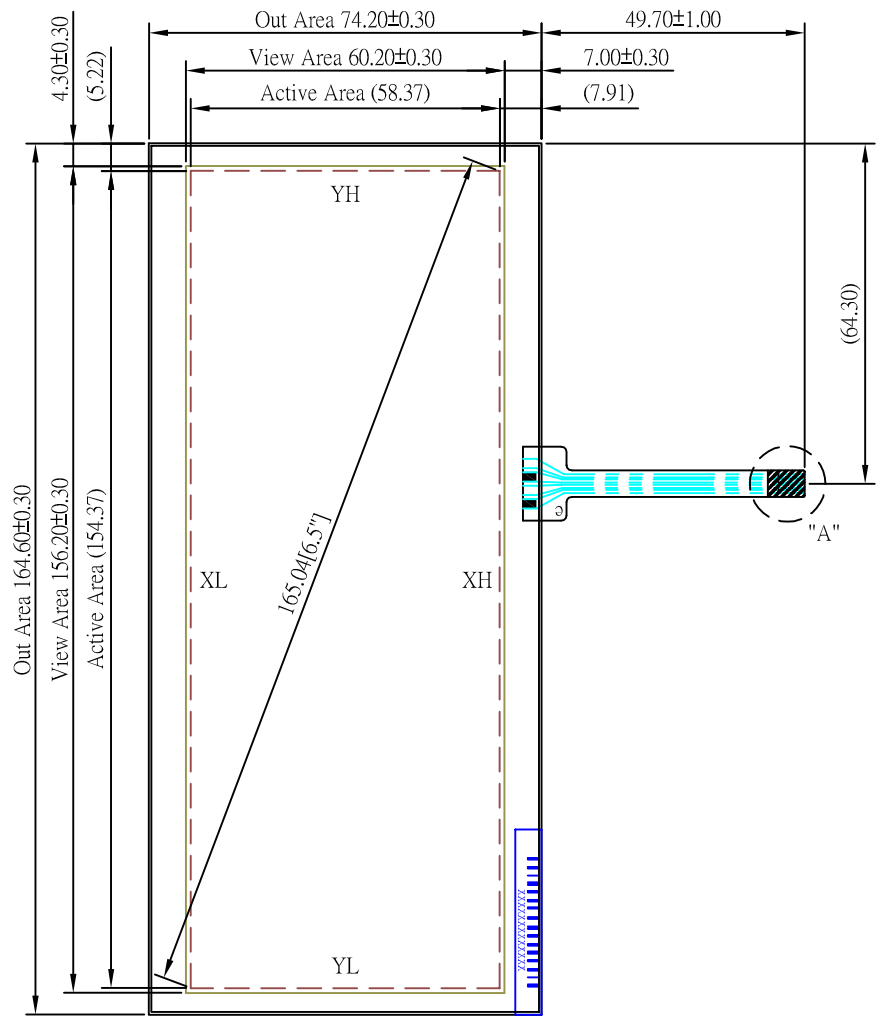 Out Area 74.20±0.30
49.70±1.00
View Area 60.20±0.30
7.00±0.30
Active Area (58.37)
(7.91)
4.30±0.30
(5.22)
YH
(64.30)
Out Area 164.60±0.30
View Area 156.20±0.30
Active Area (154.37)
165.04[6.5"]
XL
XH
e
"A"
YL